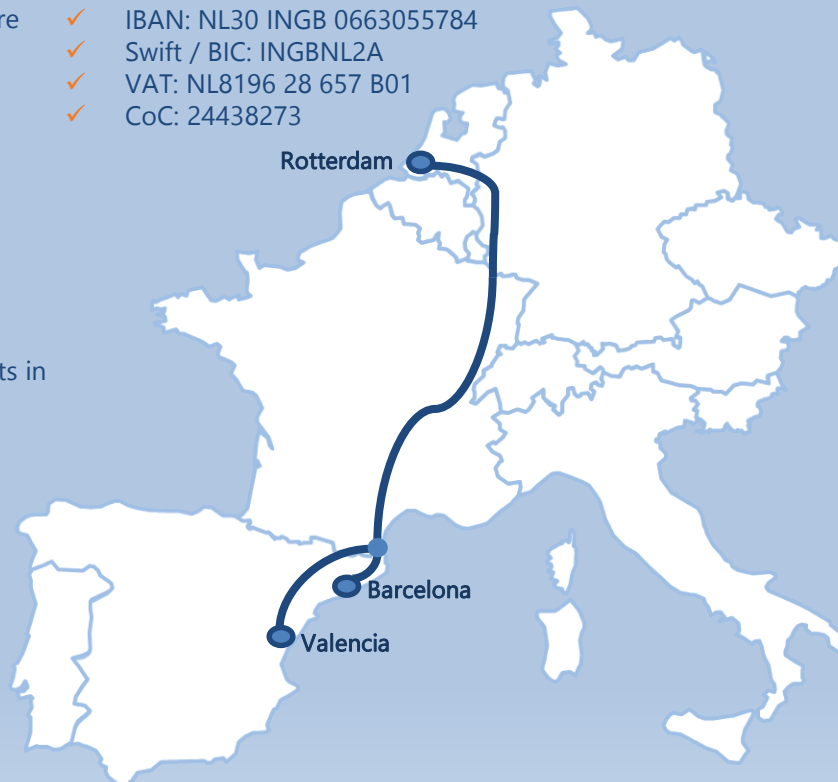 re
IBAN: NL30 INGB 0663055784
Swift / BIC: INGBNL2A
VAT: NL8196 28 657 B01
CoC: 24438273
Rotterdam
ts in
Barcelona
Valencia